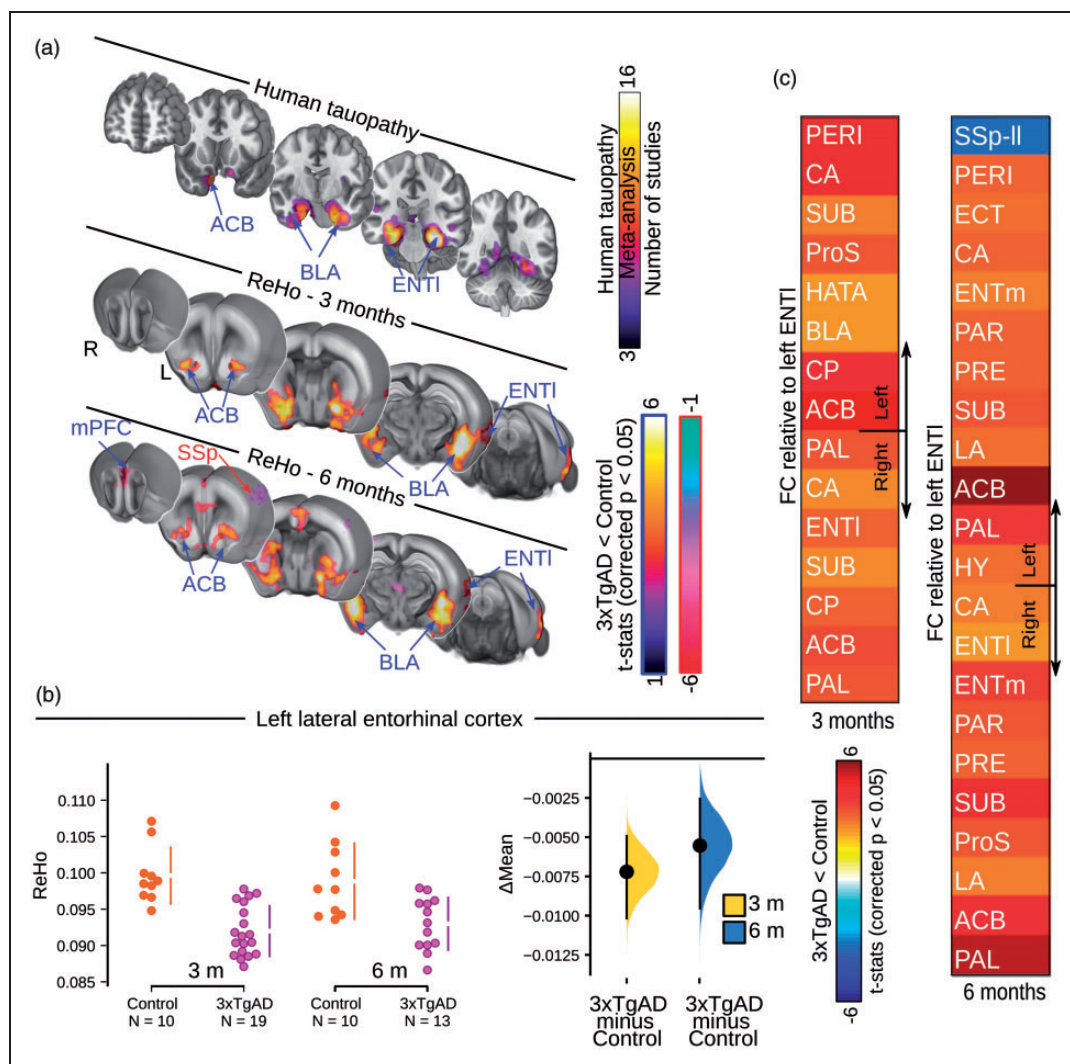 (a)
Human tauopathy
ACB
BLA
ENTl
16
Human tauopathy
Meta-analysis
Number of studies
3
ReHo - 3 months
R
L
ACB
BLA
ENTl
mPFC
SSp
ReHo - 6 months
ACB
BLA
ENTl
6
-1
3xTgAD < Control
t-stats (corrected p < 0.05)
1
-6
(b)
Left lateral entorhinal cortex
ReHo
0.110
0.105
0.100
0.095
0.090
0.085
3 m
6 m
Control
N = 10
3xTgAD
N = 19
Control
N = 10
3xTgAD
N = 13
ΔMean
−0.0025
−0.0050
−0.0075
−0.0100
−0.0125
3 m
6 m
3xTgAD
minus
Control
3xTgAD
minus
Control
(c)
FC relative to left ENTl
PERI
CA
SUB
ProS
HATA
BLA
CP
ACB
PAL
CA
ENTl
SUB
CP
ACB
PAL
Left
Right
3 months
FC relative to left ENTl
SSp-ll
PERI
ECT
CA
ENTm
PAR
PRE
SUB
LA
ACB
PAL
HY
CA
ENTl
ENTm
PAR
PRE
SUB
ProS
LA
ACB
PAL
Left
Right
6 months
6
3xTgAD < Control
t-stats (corrected p < 0.05)
-6